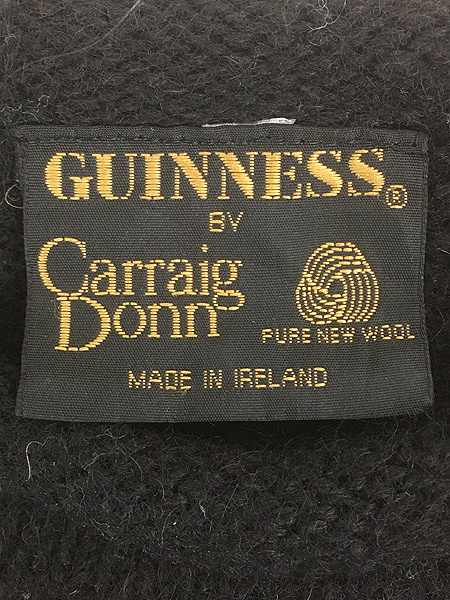 GUINNESS®
BY
Carraig
Donn
PURE NEW WOOL
MADE IN IRELAND